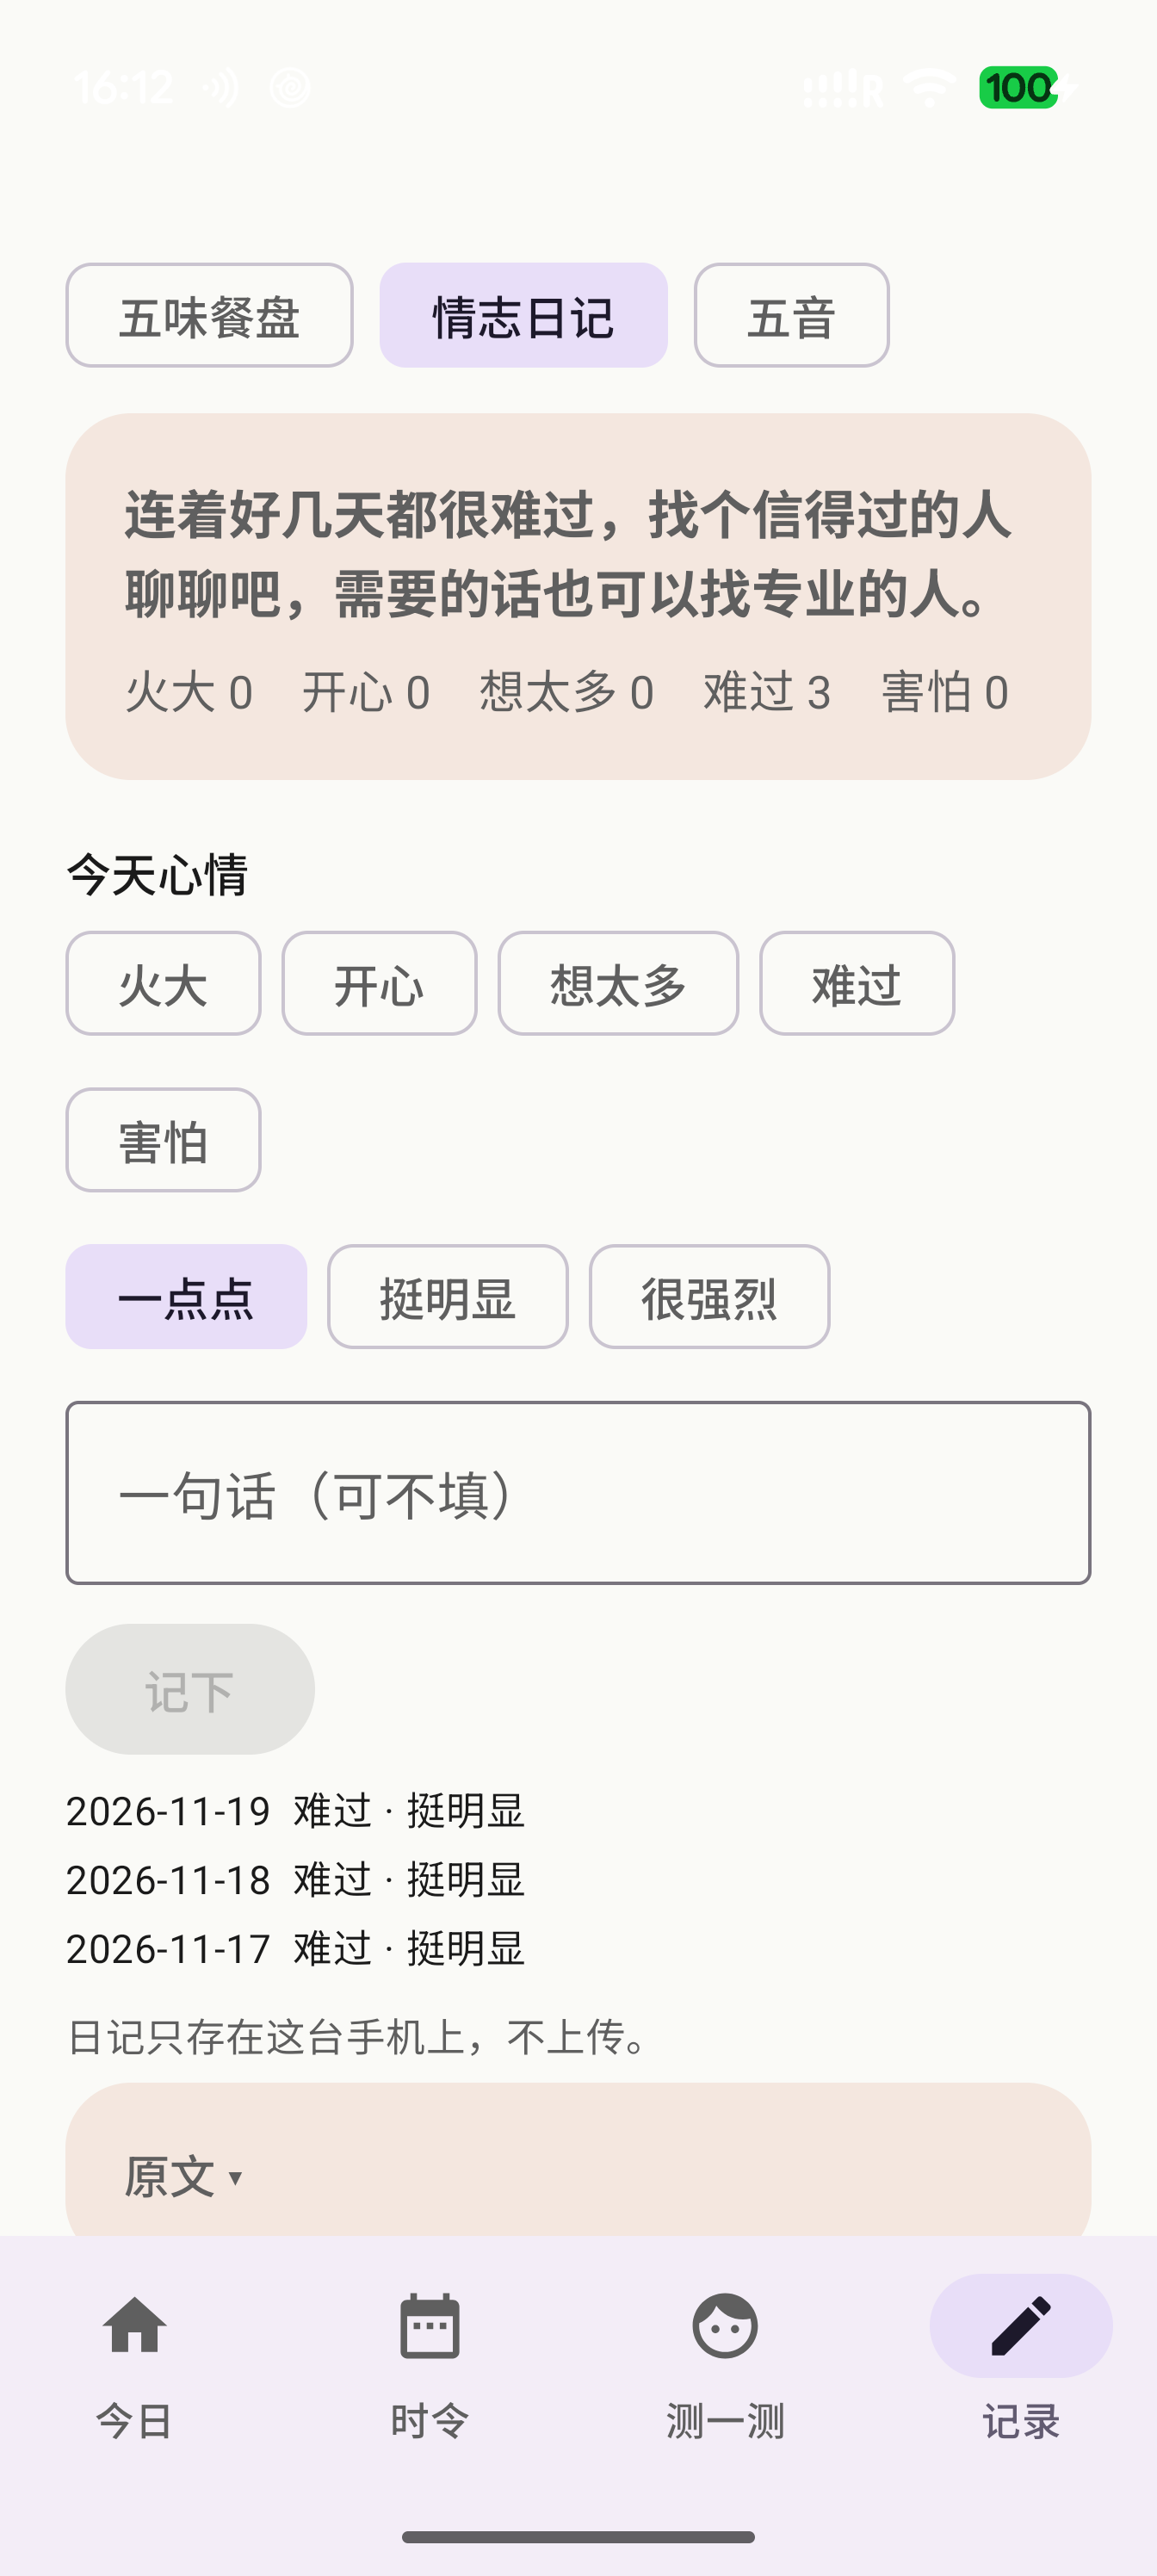 16:12 R 100
五味餐盘 情志日记 五音
连着好几天都很难过，找个信得过的人
聊聊吧，需要的话也可以找专业的人。
火大 0 开心 0 想太多 0 难过 3 害怕 0
今天心情
火大 开心 想太多 难过
害怕
一点点 挺明显 很强烈
一句话（可不填）
记下
2026-11-19 难过 · 挺明显
2026-11-18 难过 · 挺明显
2026-11-17 难过 · 挺明显
日记只存在这台手机上，不上传。
原文 ▾
今日 时令 测一测 记录